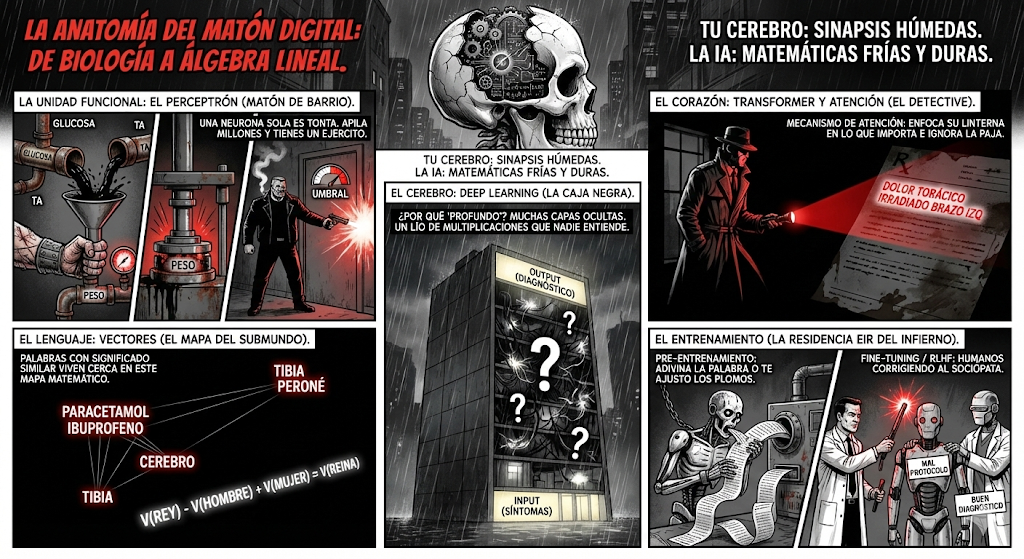 LA ANATOMÍA DEL MATÓN DIGITAL:
DE BIOLOGÍA A ÁLGEBRA LINEAL.
TU CEREBRO: SINAPSIS HÚMEDAS.
LA IA: MATEMÁTICAS FRÍAS Y DURAS.
LA UNIDAD FUNCIONAL: EL PERCEPTRÓN (MATÓN DE BARRIO).
GLUCOSA
TA
UNA NEURONA SOLA ES TONTA. APILA
MILLONES Y TIENES UN EJERCITO.
GLUCOSA
TA
TA
PESO
PESO
UMBRAL
TU CEREBRO: SINAPSIS HÚMEDAS.
LA IA: MATEMÁTICAS FRÍAS Y DURAS.
EL CEREBRO: DEEP LEARNING (LA CAJA NEGRA).
¿POR QUÉ 'PROFUNDO'? MUCHAS CAPAS OCULTAS.
UN LÍO DE MULTIPLICACIONES QUE NADIE ENTIENDE.
OUTPUT
(DIAGNÓSTICO)
?
?
?
?
INPUT
(SÍNTOMAS)
EL CORAZÓN: TRANSFORMER Y ATENCIÓN (EL DETECTIVE).
MECANISMO DE ATENCIÓN: ENFOCA SU LINTERNA
EN LO QUE IMPORTA E IGNORA LA PAJA.
DOLOR TORÁCICO
IRRADIADO BRAZO IZQ
EL LENGUAJE: VECTORES (EL MAPA DEL SUBMUNDO).
PALABRAS CON SIGNIFICADO
SIMILAR VIVEN CERCA EN ESTE
MAPA MATEMÁTICO.
TIBIA
PERONÉ
PARACETAMOL
IBUPROFENO
CEREBRO
TIBIA
V(REY) - V(HOMBRE) + V(MUJER) = V(REINA)
EL ENTRENAMIENTO (LA RESIDENCIA EIR DEL INFIERNO).
PRE-ENTRENAMIENTO:
ADIVINA LA PALABRA O TE
AJUSTO LOS PLOMOS.
FINE-TUNING / RLHF: HUMANOS
CORRIGIENDO AL SOCIÓPATA.
MAL
PROTOCOLO
BUEN
DIAGNÓSTICO